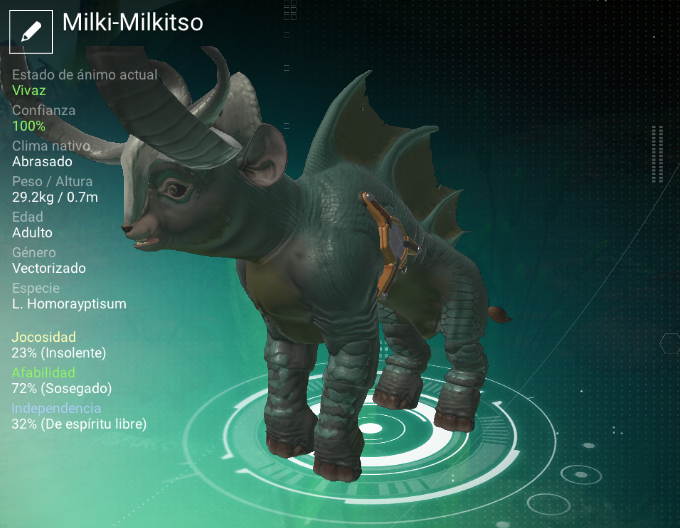 Milki-Milkitso
Estado de ánimo actual
Vivaz
Confianza
100%
Clima nativo
Abrasado
Peso / Altura
29.2kg / 0.7m
Edad
Adulto
Género
Vectorizado
Especie
L. Homorayptisum
Jocosidad
23% (Insolente)
Afabilidad
72% (Sosegado)
Independencia
32% (De espíritu libre)